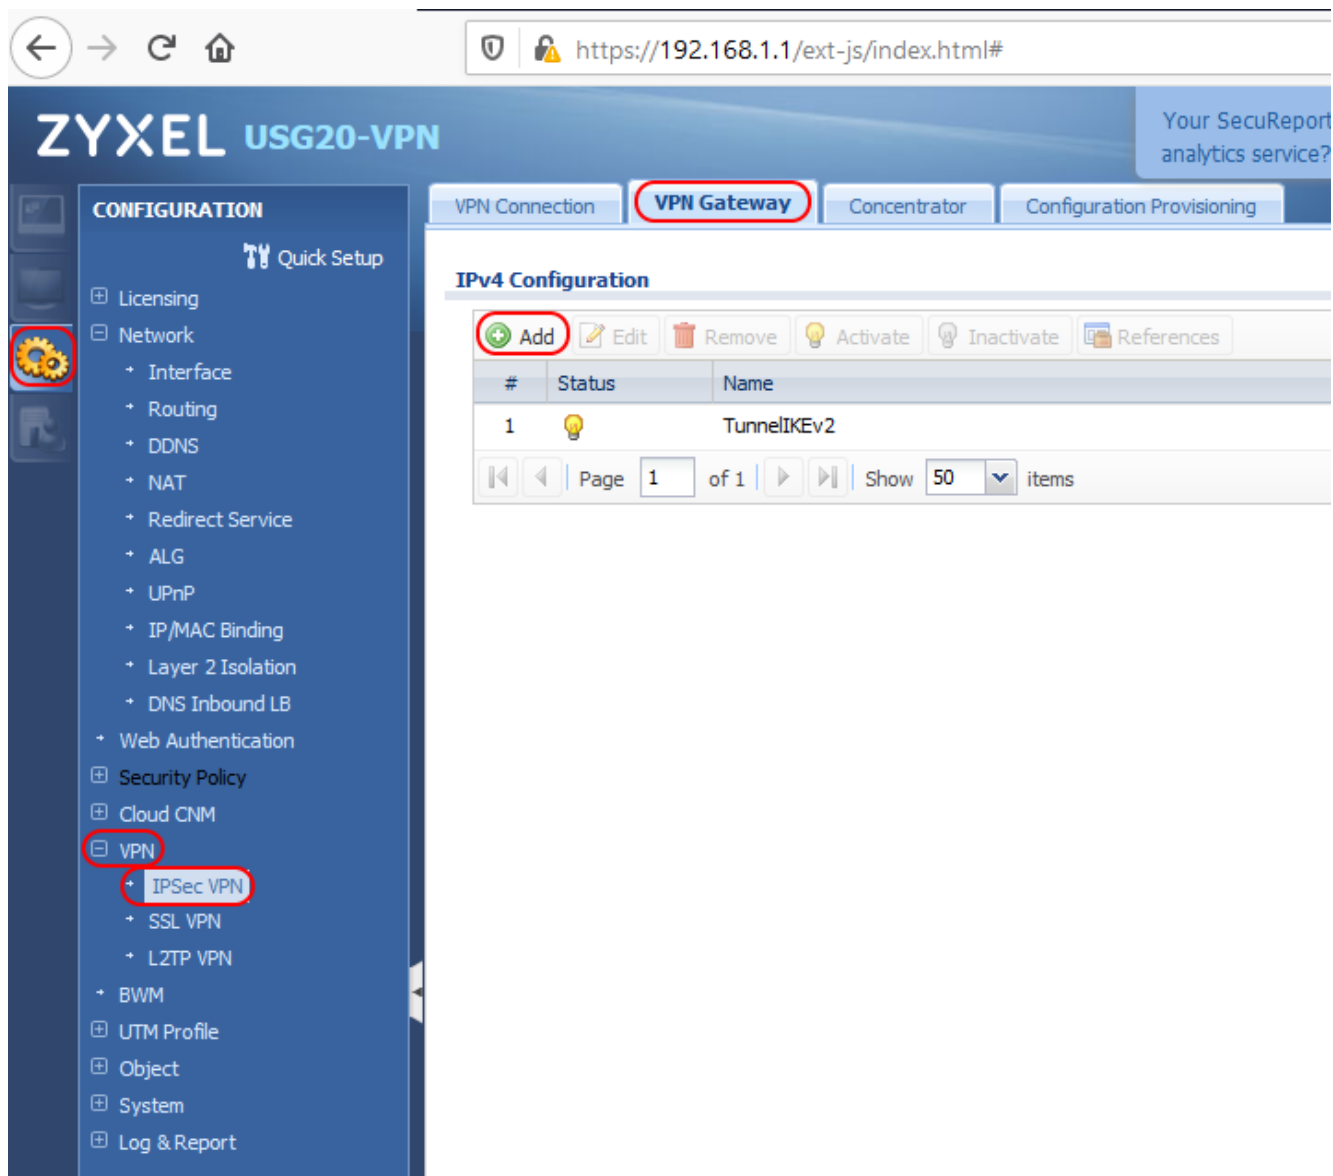 https://192.168.1.1/ext-js/index.html#
ZYXEL USG20-VPN
Your SecuReport
analytics service?
CONFIGURATION
Quick Setup
Licensing
Network
Interface
Routing
DDNS
NAT
Redirect Service
ALG
UPnP
IP/MAC Binding
Layer 2 Isolation
DNS Inbound LB
Web Authentication
Security Policy
Cloud CNM
VPN
IPSec VPN
SSL VPN
L2TP VPN
BWM
UTM Profile
Object
System
Log & Report
VPN Connection VPN Gateway Concentrator Configuration Provisioning
IPv4 Configuration
Add Edit Remove Activate Inactivate References
# Status Name
1 TunnelIKEv2
Page 1 of 1 Show 50 items